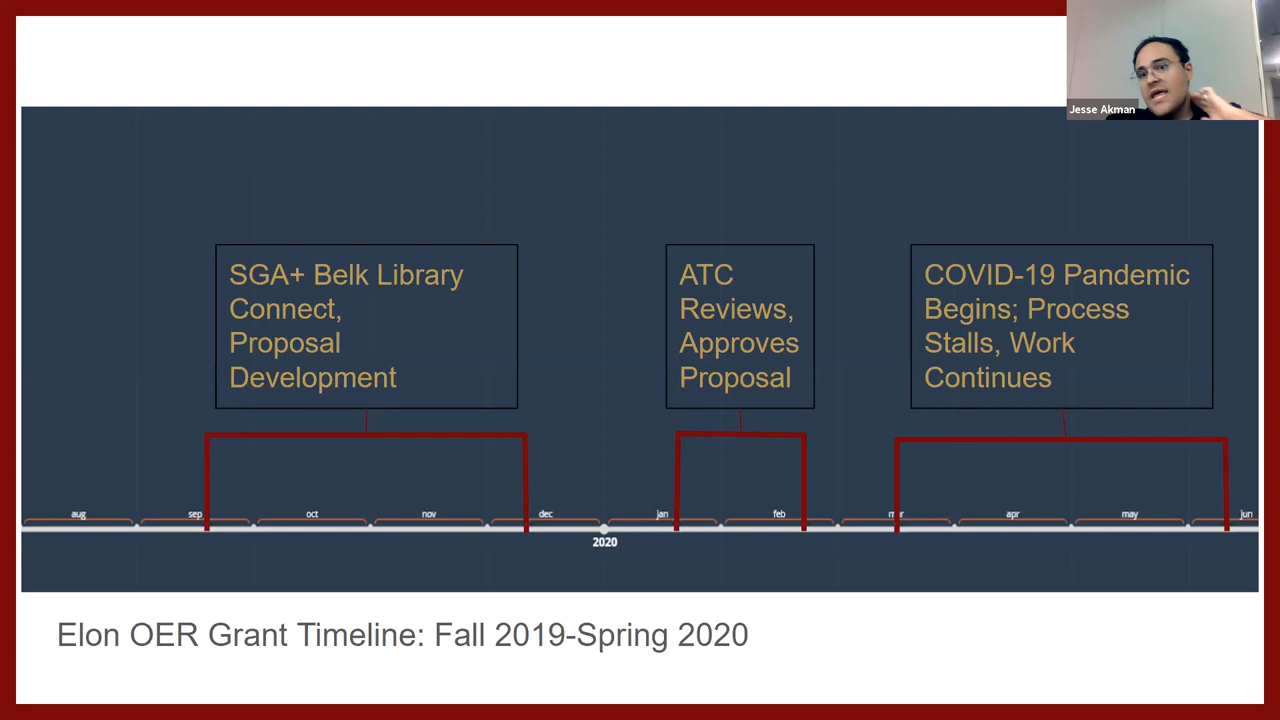 Jesse Akman
SGA+ Belk Library
Connect,
Proposal
Development
ATC
Reviews,
Approves
Proposal
COVID-19 Pandemic
Begins; Process
Stalls, Work
Continues
aug
sep
oct
nov
dec
jan
feb
mar
apr
may
jun
2020
Elon OER Grant Timeline: Fall 2019-Spring 2020